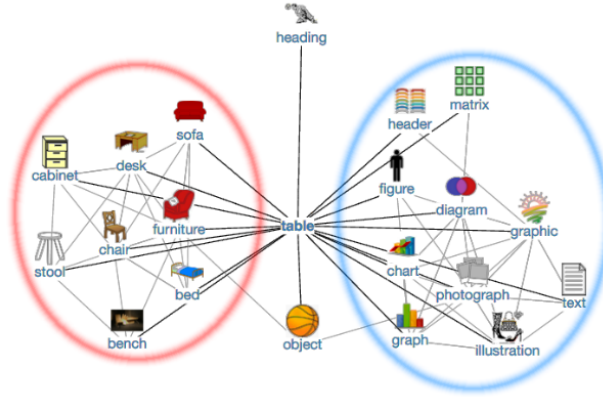 heading
matrix
header
sofa
desk
cabinet
figure
diagram
furniture
table
graphic
chair
stool
chart
photograph
bed
text
object
graph
bench
illustration